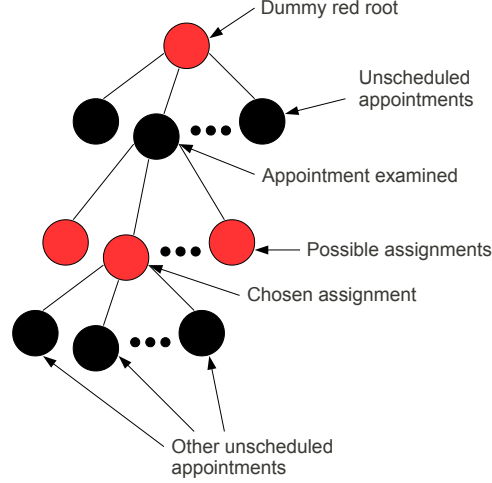 Dummy red root
Unscheduled
appointments
Appointment examined
Possible assignments
Chosen assignment
Other unscheduled
appointments